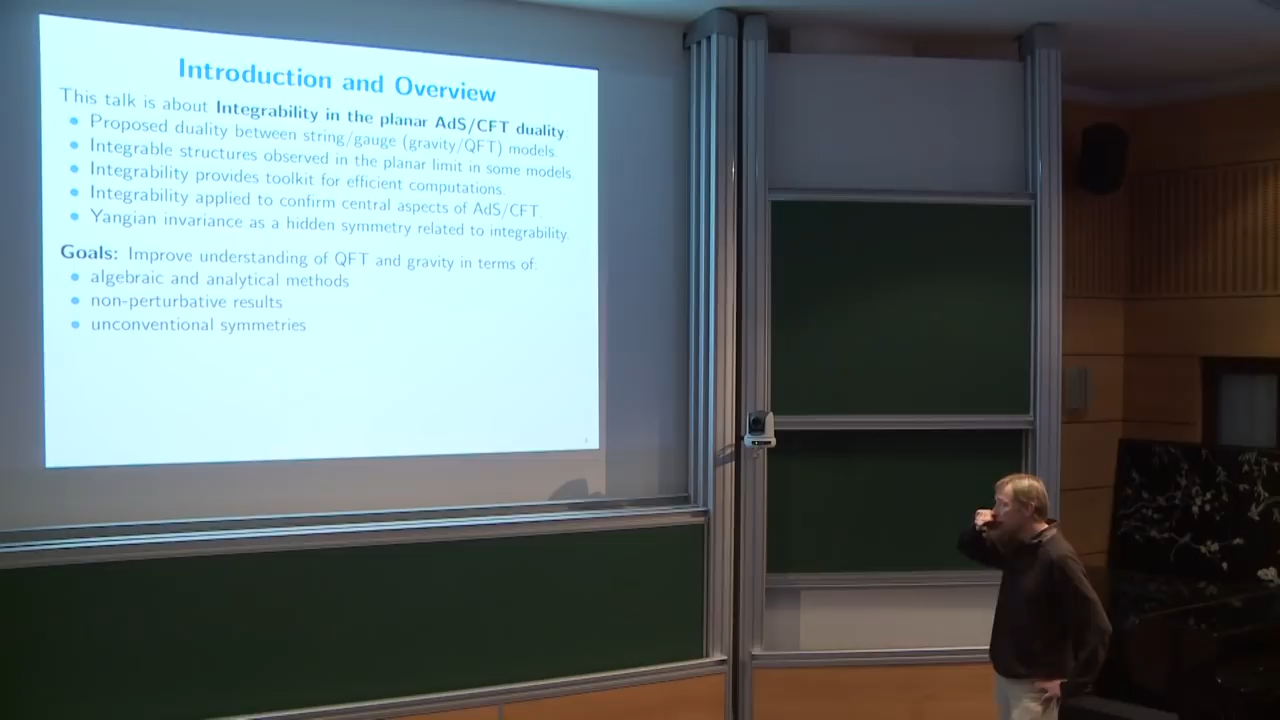 Introduction and Overview
This talk is about Integrability in the planar AdS/CFT duality:
• Proposed duality between string/gauge (gravity/QFT) models.
• Integrable structures observed in the planar limit in some models.
• Integrability provides toolkit for efficient computations.
• Integrability applied to confirm central aspects of AdS/CFT.
• Yangian invariance as a hidden symmetry related to integrability.
Goals: Improve understanding of QFT and gravity in terms of:
• algebraic and analytical methods
• non-perturbative results
• unconventional symmetries